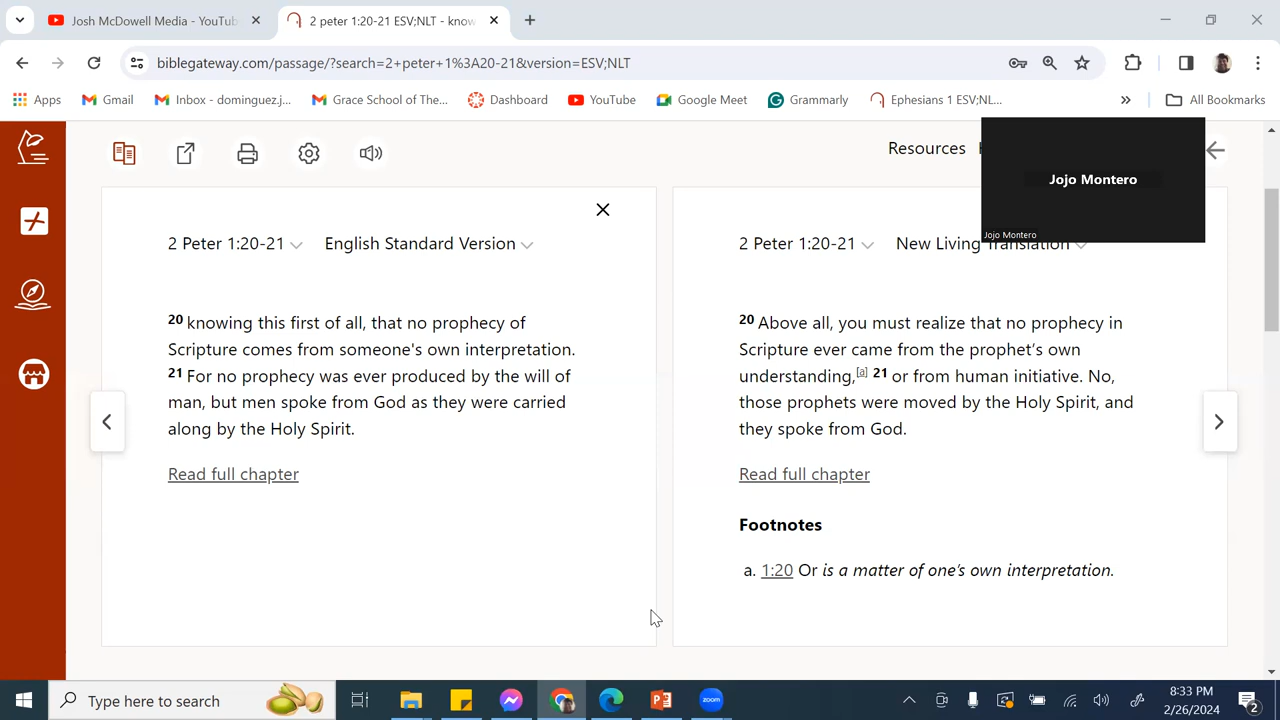 Josh McDowell Media - YouTub
2 peter 1:20-21 ESV;NLT - know
biblegateway.com/passage/?search=2+peter+1%3A20-21&version=ESV;NLT
Apps
Gmail
Inbox - dominguez.j...
Grace School of The...
Dashboard
YouTube
Google Meet
Grammarly
Ephesians 1 ESV;NL...
All Bookmarks
Resources
Jojo Montero
Jojo Montero
2 Peter 1:20-21 English Standard Version
20 knowing this first of all, that no prophecy of
Scripture comes from someone's own interpretation.
21 For no prophecy was ever produced by the will of
man, but men spoke from God as they were carried
along by the Holy Spirit.
Read full chapter
2 Peter 1:20-21 New Living Translation
20 Above all, you must realize that no prophecy in
Scripture ever came from the prophet's own
understanding,[a] 21 or from human initiative. No,
those prophets were moved by the Holy Spirit, and
they spoke from God.
Read full chapter
Footnotes
a. 1:20 Or is a matter of one's own interpretation.
Type here to search
zoom
8:33 PM
2/26/2024
2